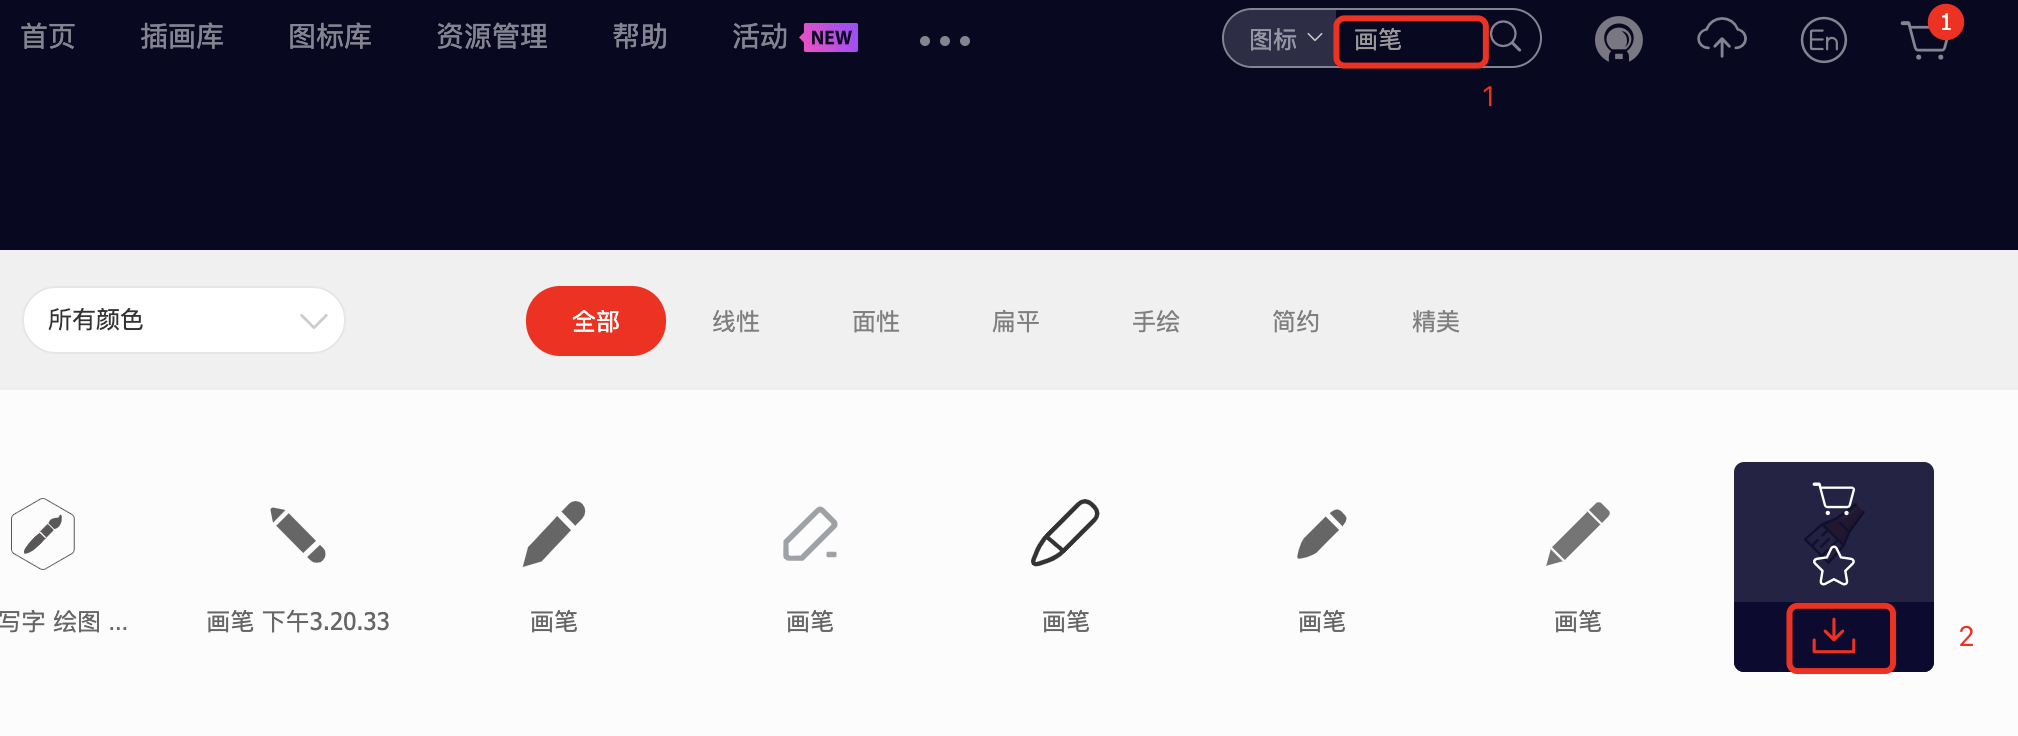 首页 插画库 图标库 资源管理 帮助 活动 NEW 图标 画笔 En 1
1
所有颜色 全部 线性 面性 扁平 手绘 简约 精美
写字 绘图 ... 画笔 下午3.20.33 画笔 画笔 画笔 画笔 画笔
2